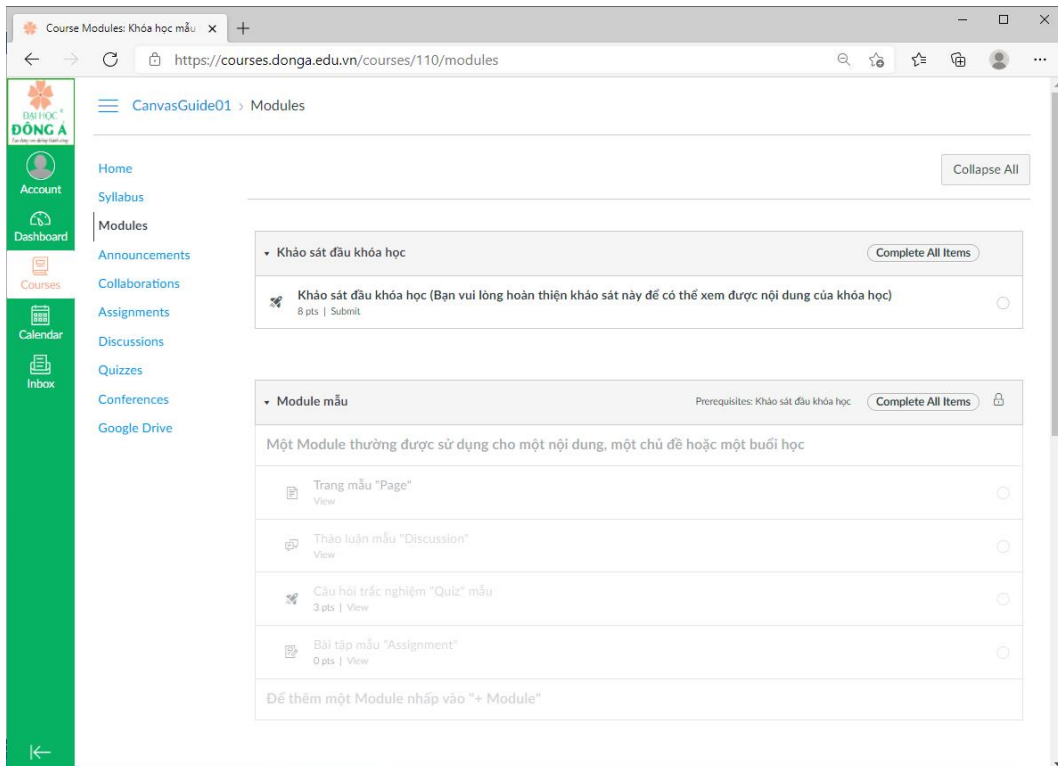 Course Modules: Khóa học mẫu
https://courses.donga.edu.vn/courses/110/modules
ĐẠI HỌC
ĐÔNG Á
CanvasGuide01 › Modules
Account
Dashboard
Courses
Calendar
Inbox
Home
Syllabus
Modules
Announcements
Collaborations
Assignments
Discussions
Quizzes
Conferences
Google Drive
Collapse All
Khảo sát đầu khóa học Complete All Items
Khảo sát đầu khóa học (Bạn vui lòng hoàn thiện khảo sát này để có thể xem được nội dung của khóa học)
8 pts | Submit
Module mẫu Prerequisites: Khảo sát đầu khóa học Complete All Items
Một Module thường được sử dụng cho một nội dung, một chủ đề hoặc một buổi học
Trang mẫu "Page"
View
Thảo luận mẫu "Discussion"
View
Câu hỏi trắc nghiệm "Quiz" mẫu
3 pts | View
Bài tập mẫu "Assignment"
0 pts | View
Để thêm một Module nhấp vào "+ Module"